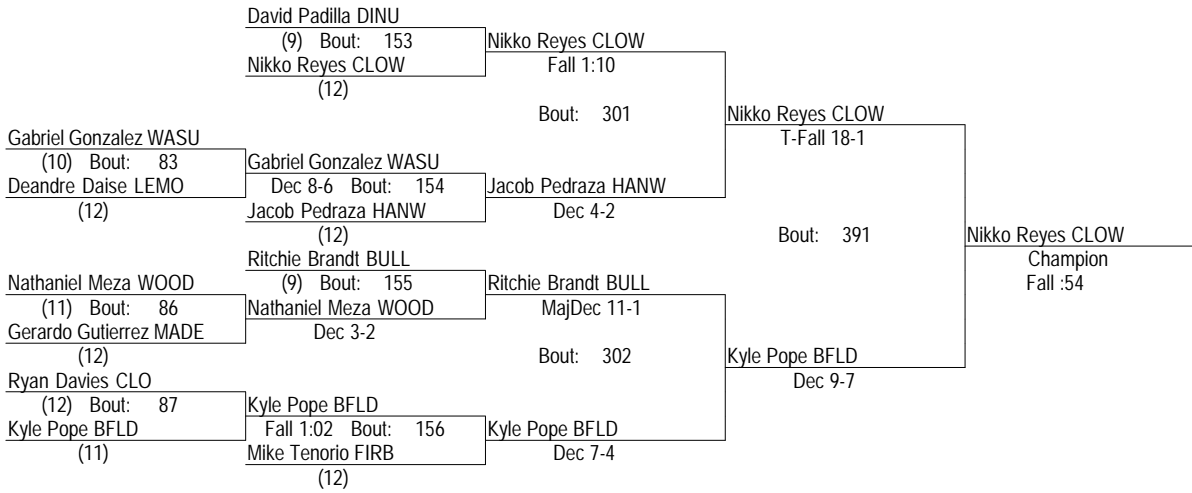 David Padilla DINU
(9) Bout: 153
Nikko Reyes CLOW
(12)
Nikko Reyes CLOW
Fall 1:10
Bout: 301
Nikko Reyes CLOW
T-Fall 18-1
Gabriel Gonzalez WASU
(10) Bout: 83
Deandre Daise LEMO
(12)
Gabriel Gonzalez WASU
Dec 8-6 Bout: 154
Jacob Pedraza HANW
(12)
Jacob Pedraza HANW
Dec 4-2
Bout: 391
Nikko Reyes CLOW
Champion
Fall :54
Ritchie Brandt BULL
(9) Bout: 155
Nathaniel Meza WOOD
(11) Bout: 86
Gerardo Gutierrez MADE
(12)
Nathaniel Meza WOOD
Dec 3-2
Ritchie Brandt BULL
MajDec 11-1
Bout: 302
Kyle Pope BFLD
Dec 9-7
Ryan Davies CLO
(12) Bout: 87
Kyle Pope BFLD
(11)
Kyle Pope BFLD
Fall 1:02 Bout: 156
Mike Tenorio FIRB
(12)
Kyle Pope BFLD
Dec 7-4